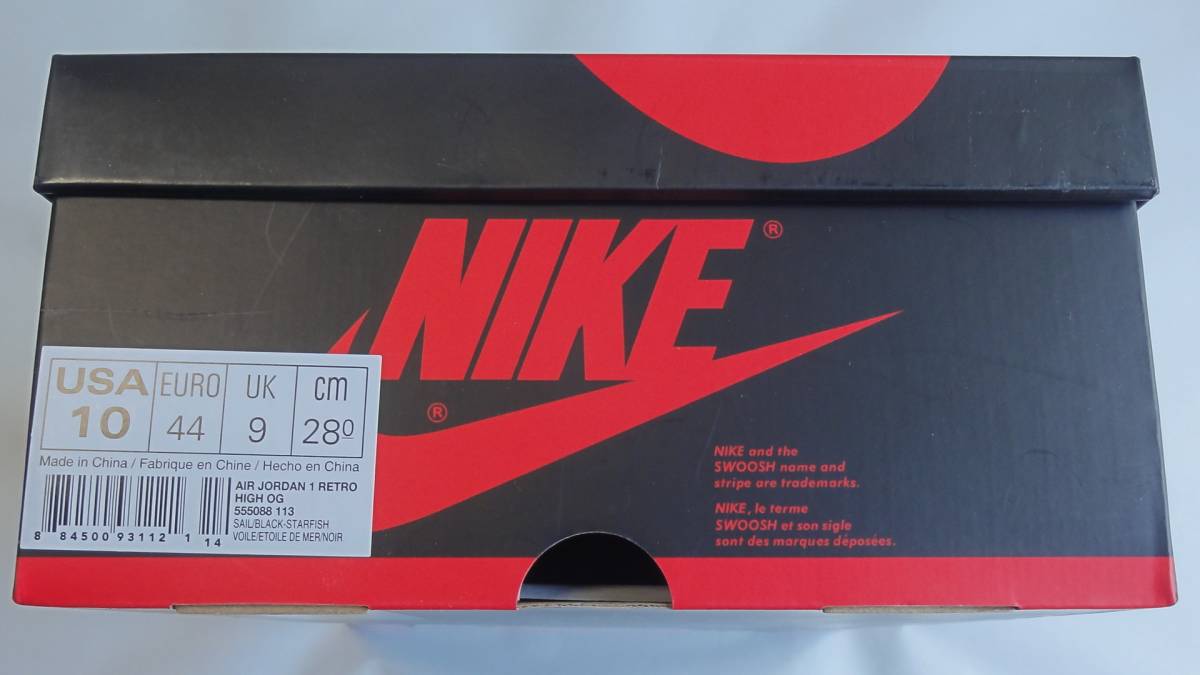 NIKE®
®
USA EURO UK cm
10 44 9 28⁰
Made in China / Fabrique en Chine / Hecho en China
AIR JORDAN 1 RETRO
HIGH OG
555088 113
SAIL/BLACK-STARFISH
VOILE/ETOILE DE MER/NOIR
8 84500 93112 1 14
NIKE and the
SWOOSH name and
stripe are trademarks.
NIKE, le terme
SWOOSH et son sigle
sont des marques déposées.